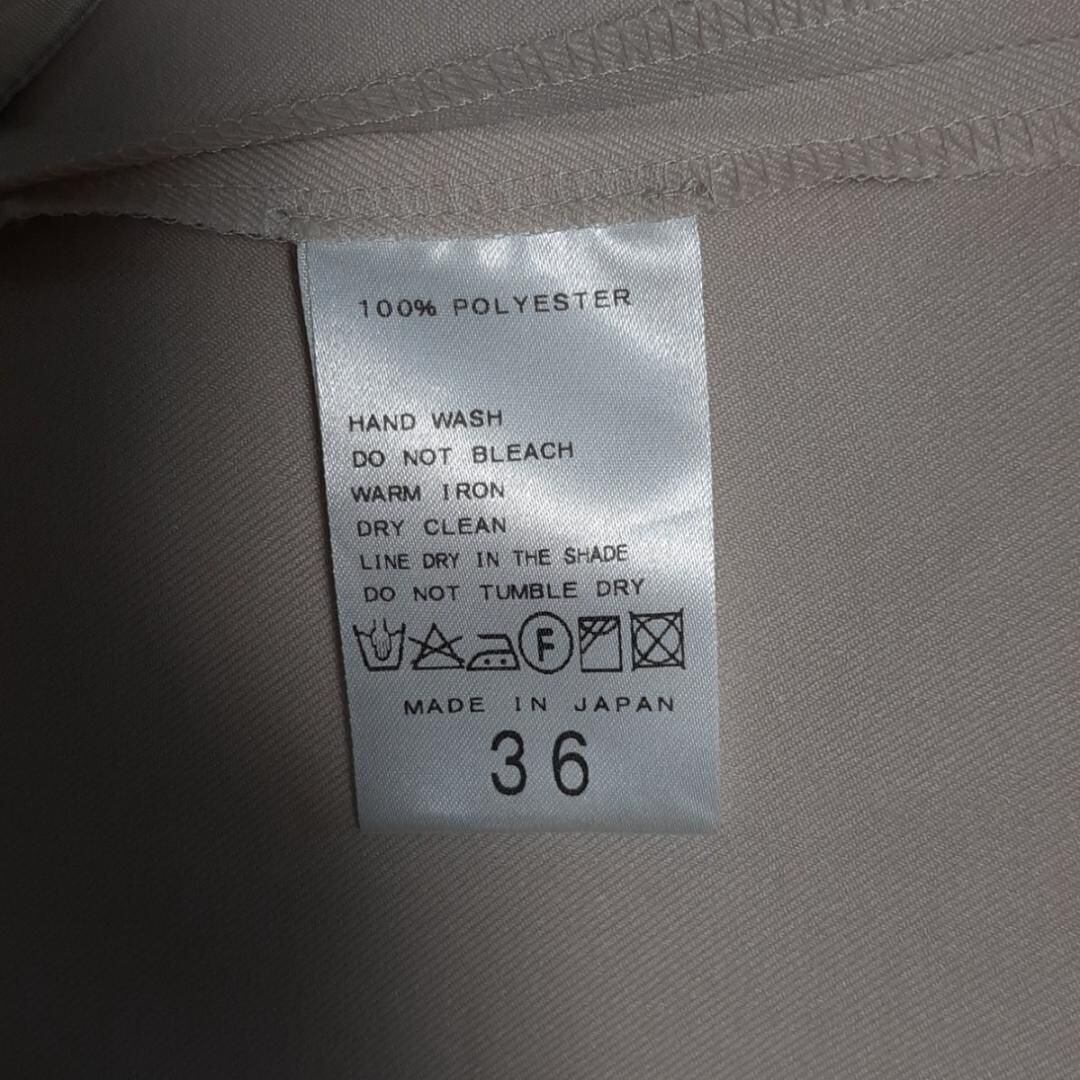 100% POLYESTER
HAND WASH
DO NOT BLEACH
WARM IRON
DRY CLEAN
LINE DRY IN THE SHADE
DO NOT TUMBLE DRY
F
MADE IN JAPAN
36